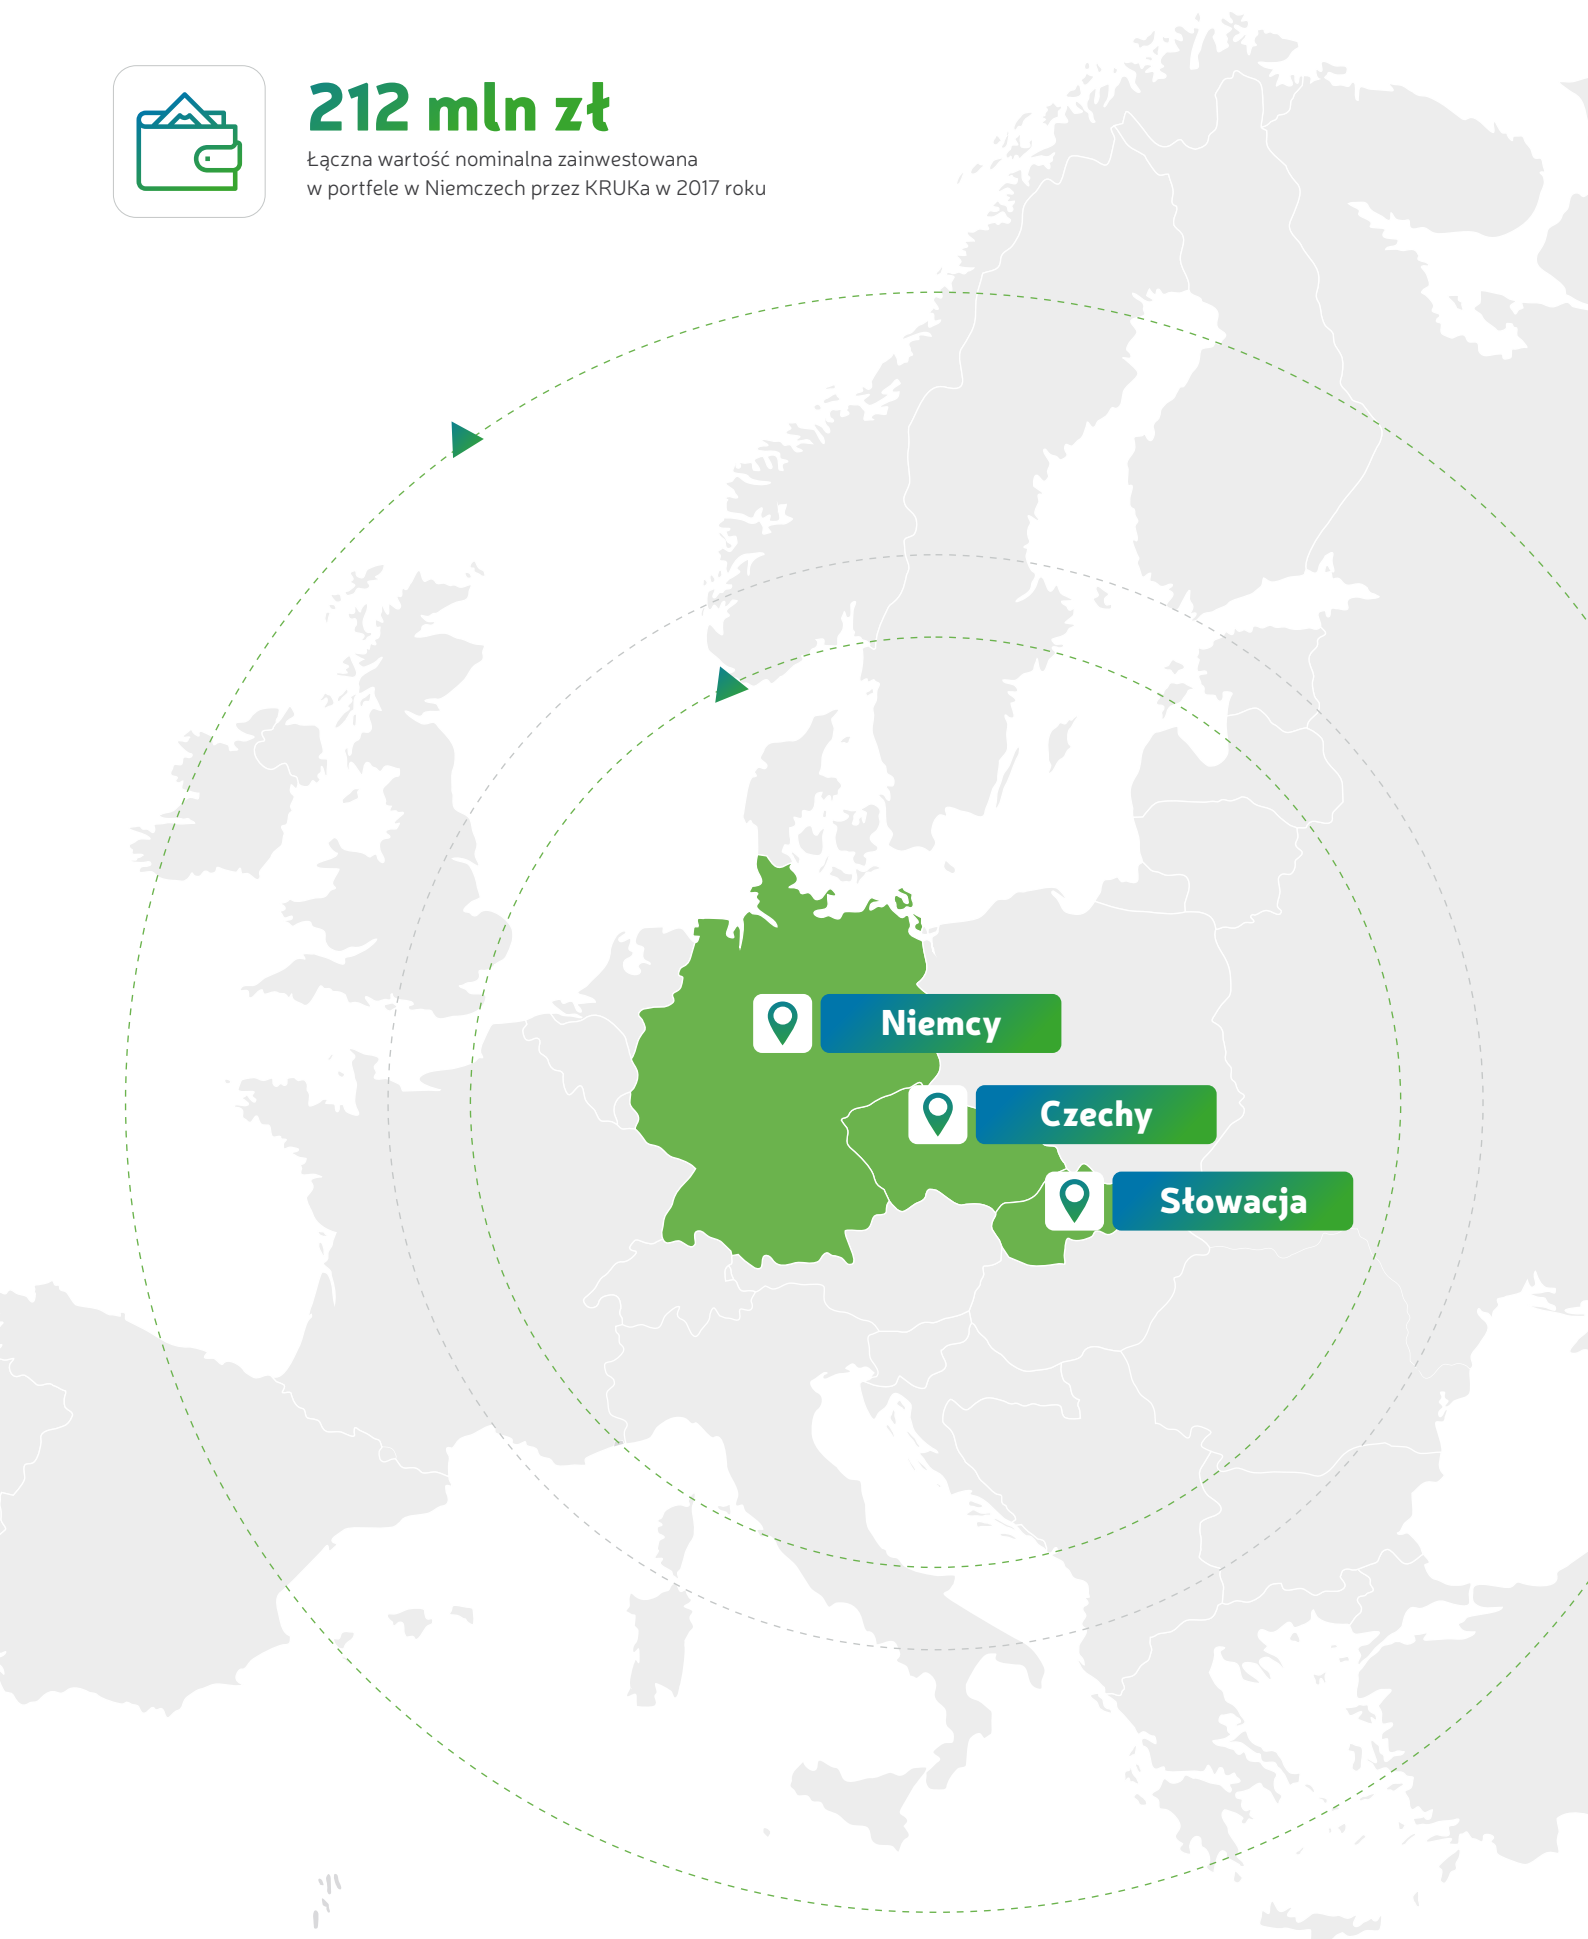 212 mln zł
Łączna wartość nominalna zainwestowana
w portfele w Niemczech przez KRUKa w 2017 roku
Niemcy
Czechy
Słowacja